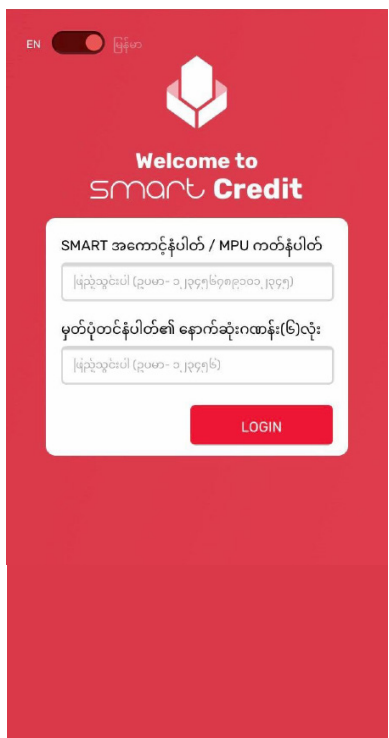 EN မြန်မာ
Welcome to
smart Credit
SMART အကောင့်နံပါတ် / MPU ကတ်နံပါတ်
ဖြည့်သွင်းပါ (ဥပမာ- ၁၂၃၄၅၆၇၈၉၁၀၁၂၃၄၅)
မှတ်ပုံတင်နံပါတ်၏ နောက်ဆုံးဂဏန်း(၆)လုံး
ဖြည့်သွင်းပါ (ဥပမာ- ၁၂၃၄၅၆)
LOGIN